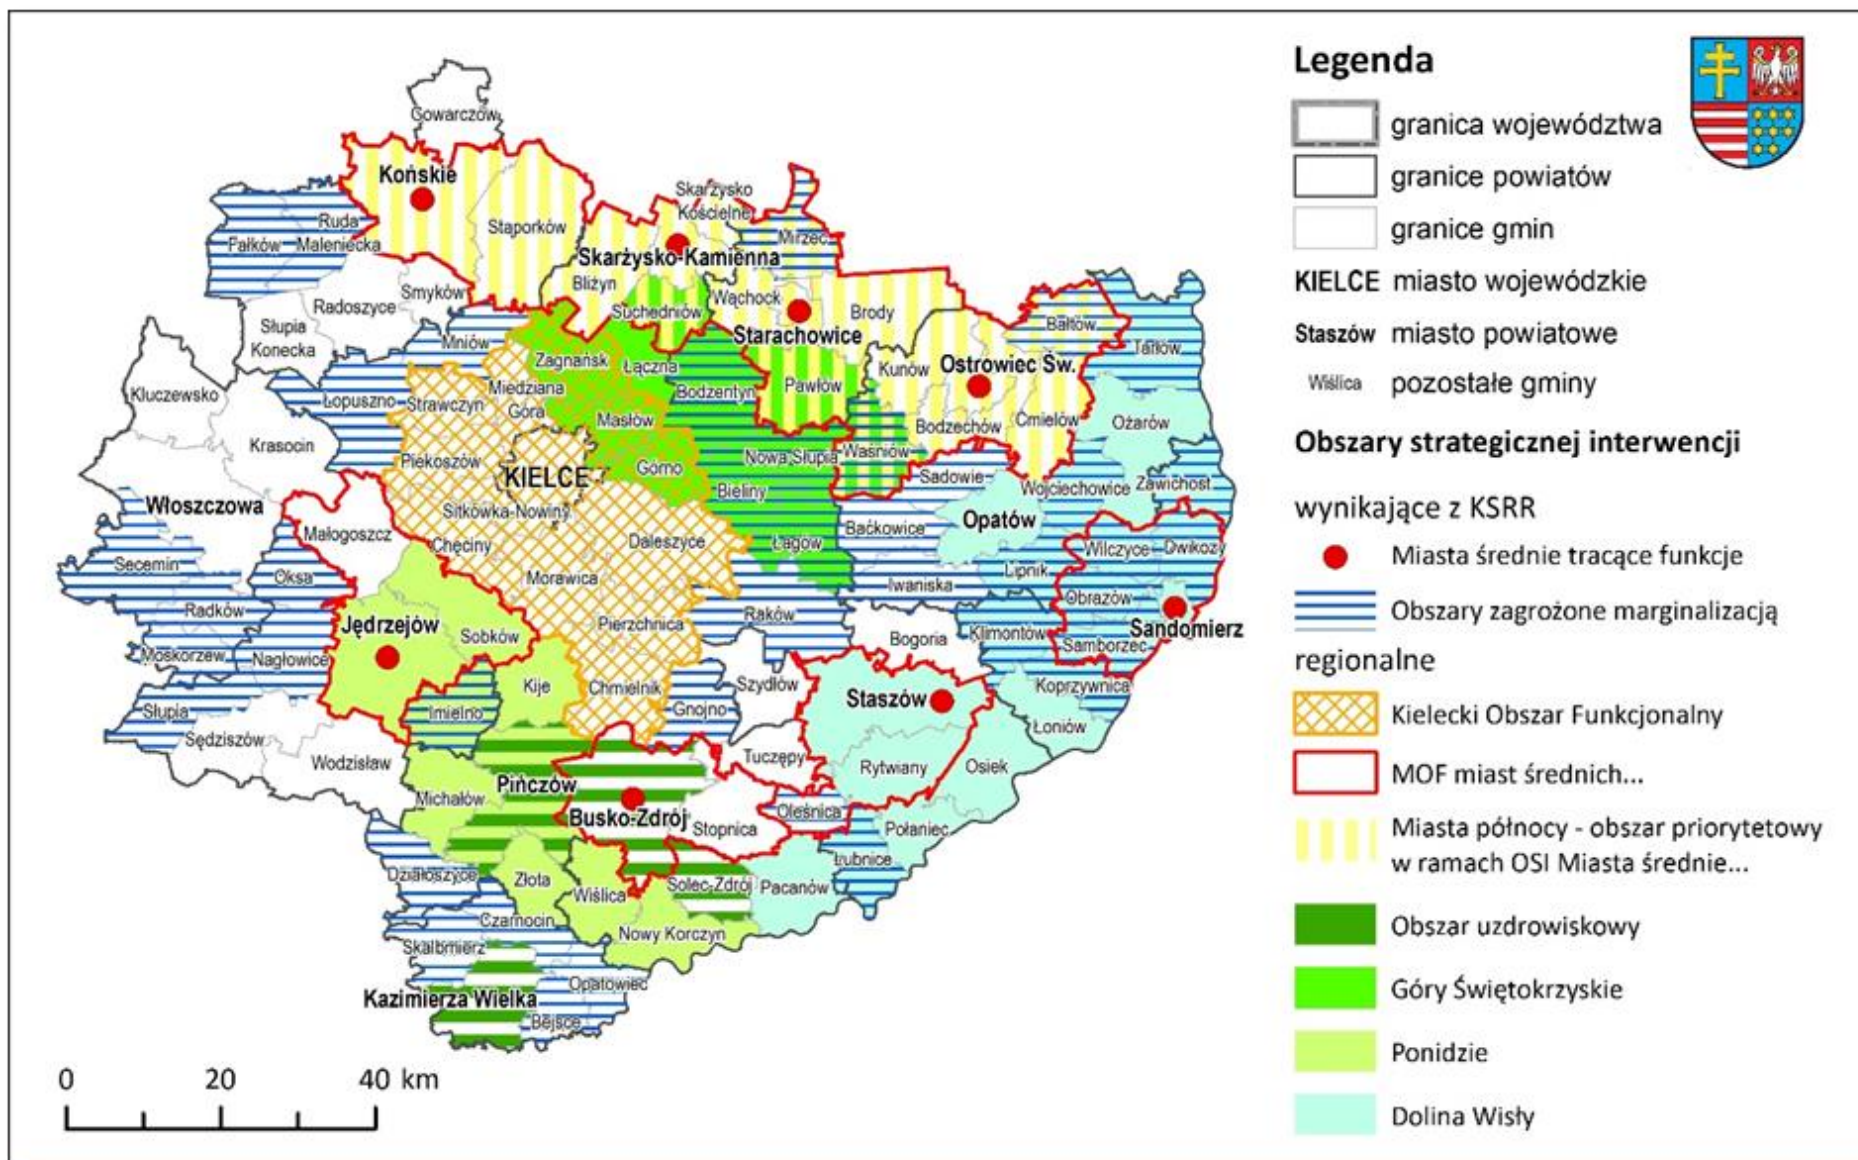 Gowarczów
Końskie
Stąporków
Skarżysko
Kościelne
Ruda
Maleniecka
Fałków
Mirzec
Skarżysko-Kamienna
Bliżyn
Smyków
Radoszyce
Wąchock
Brody
Suchedniów
Starachowice
Słupia
Konecka
Mniów
Bałtów
Tarłów
Zagnańsk
Łączna
Kunów
Ostrowiec Św.
Kluczewsko
Łopuszno
Strawczyn
Miedziana
Góra
Bodzentyn
Pawłów
Masłów
Bodzechów
Ćmielów
Ożarów
Krasocin
Piekoszów
KIELCE
Górno
Nowa Słupia
Waśniów
Sadowie
Bieliny
Wojciechowice
Zawichost
Włoszczowa
Małogoszcz
Sitkówka-Nowiny
Opatów
Baćkowice
Chęciny
Daleszyce
Łagów
Wilczyce
Dwikozy
Secemin
Oksa
Morawica
Iwaniska
Lipnik
Obrazów
Radków
Jędrzejów
Sobków
Pierzchnica
Raków
Bogoria
Klimontów
Sandomierz
Samborzec
Moskorzew
Nagłowice
Kije
Chmielnik
Szydłów
Staszów
Koprzywnica
Słupia
Imielno
Gnojno
Łoniów
Sędziszów
Wodzisław
Tuczępy
Rytwiany
Osiek
Michałów
Pińczów
Busko-Zdrój
Stopnica
Oleśnica
Połaniec
Działoszyce
Złota
Wiślica
Solec-Zdrój
Pacanów
Łubnice
Czarnocin
Skalbmierz
Nowy Korczyn
Kazimierza Wielka
Opatowiec
Bejsce
0 20 40 km
Legenda
granica województwa
granice powiatów
granice gmin
KIELCE miasto wojewódzkie
Staszów miasto powiatowe
Wiślica pozostałe gminy
Obszary strategicznej interwencji
wynikające z KSRR
Miasta średnie tracące funkcje
Obszary zagrożone marginalizacją
regionalne
Kielecki Obszar Funkcjonalny
MOF miast średnich...
Miasta północy - obszar priorytetowy
w ramach OSI Miasta średnie...
Obszar uzdrowiskowy
Góry Świętokrzyskie
Ponidzie
Dolina Wisły